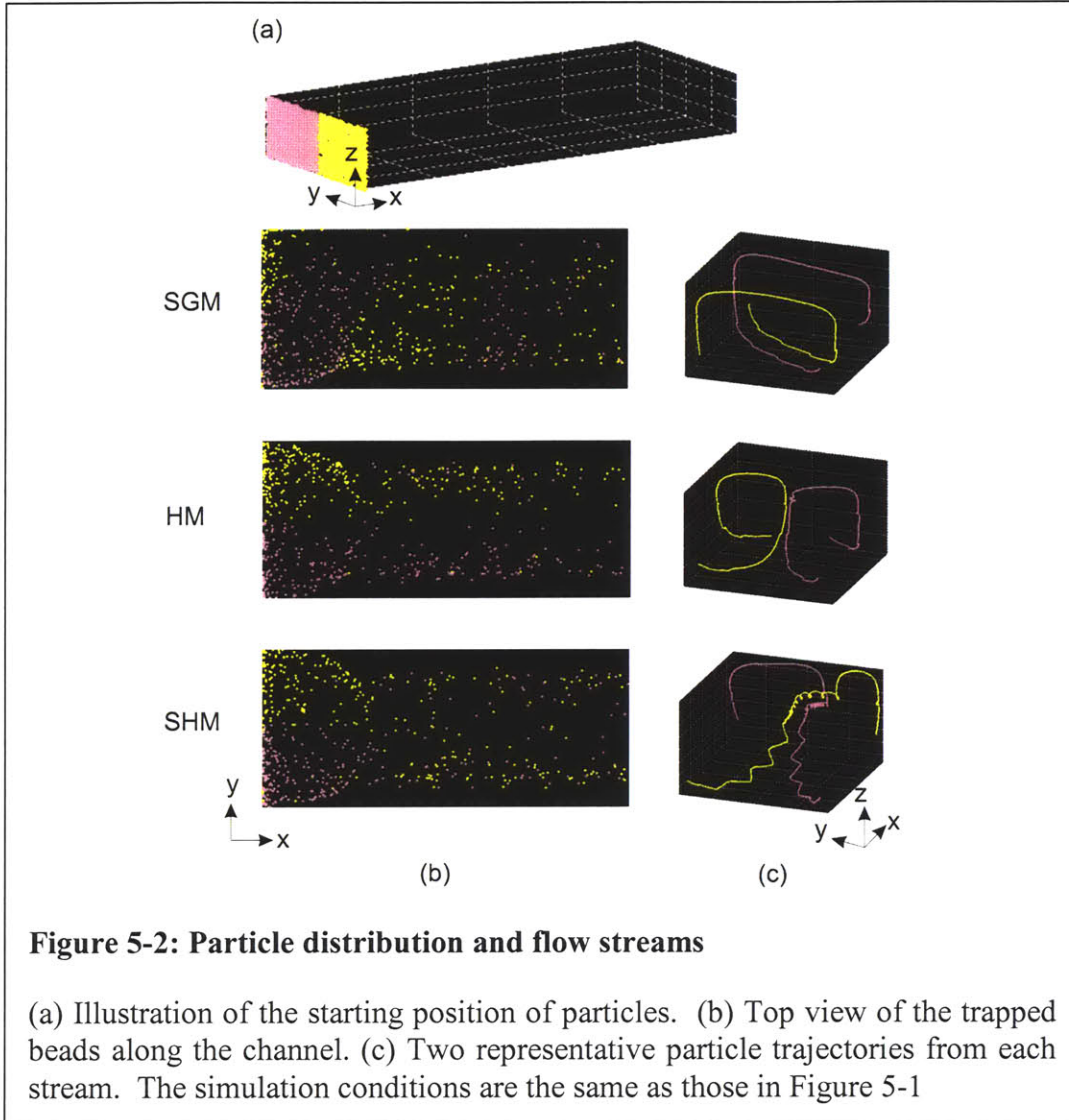 (a)
z
y
x
SGM
HM
SHM
y
x
z
y
x
(b)
(c)
Figure 5-2: Particle distribution and flow streams
(a) Illustration of the starting position of particles. (b) Top view of the trapped
beads along the channel. (c) Two representative particle trajectories from each
stream. The simulation conditions are the same as those in Figure 5-1